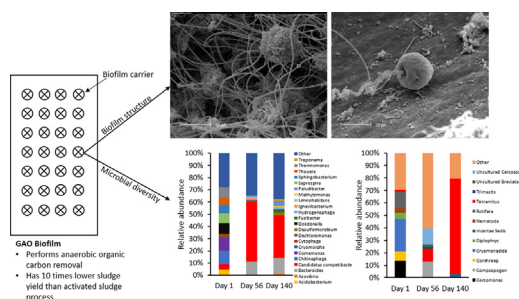 Biofilm carrier
Biofilm structure
Microbial diversity
GAO Biofilm
• Performs anaerobic organic
carbon removal
• Has 10 times lower sludge
yield than activated sludge
process
Relative abundance
100%
90%
80%
70%
60%
50%
40%
30%
20%
10%
0%
Day 1 Day 56 Day 140
Other
Treponema
Thermomonas
Thauera
Sphingobacterium
Saprospira
Paludibacter
Methylomonas
Limnohabitans
Ignavibacterium
Hydrogenophaga
Fusibacter
Dokdonella
Desulfomicrobium
Dechloromonas
Cytophaga
Cryomorpha
Comamonas
Chitinophaga
Candidatus competibacte
Bacteroides
Azovibrio
Acidobacterium
Relative abundance
100%
90%
80%
70%
60%
50%
40%
30%
20%
10%
0%
Day 1 Day 56 Day 140
Other
Uncultured Cercozoa
Uncultured Breviate
Trimastix
Tetramitus
Rotifera
Nematoda
Incertae Sedis
Diplophrys
Cryomonadida
Conthreep
Compsopogon
Cercomonas